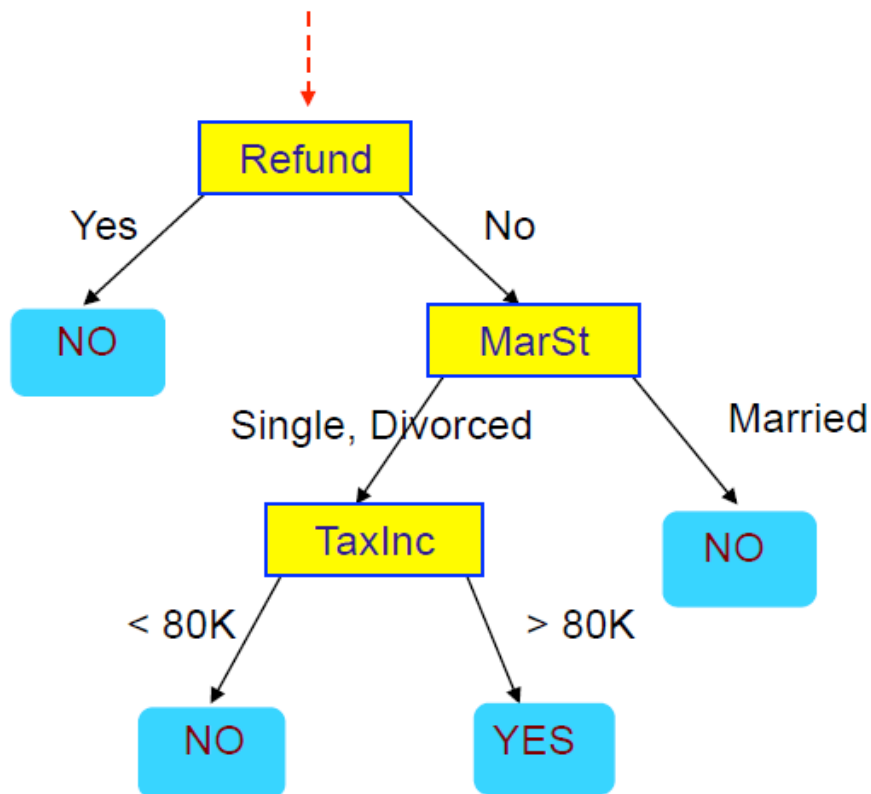 Refund
Yes
No
NO
MarSt
Single, Divorced
Married
TaxInc
NO
< 80K
> 80K
NO
YES